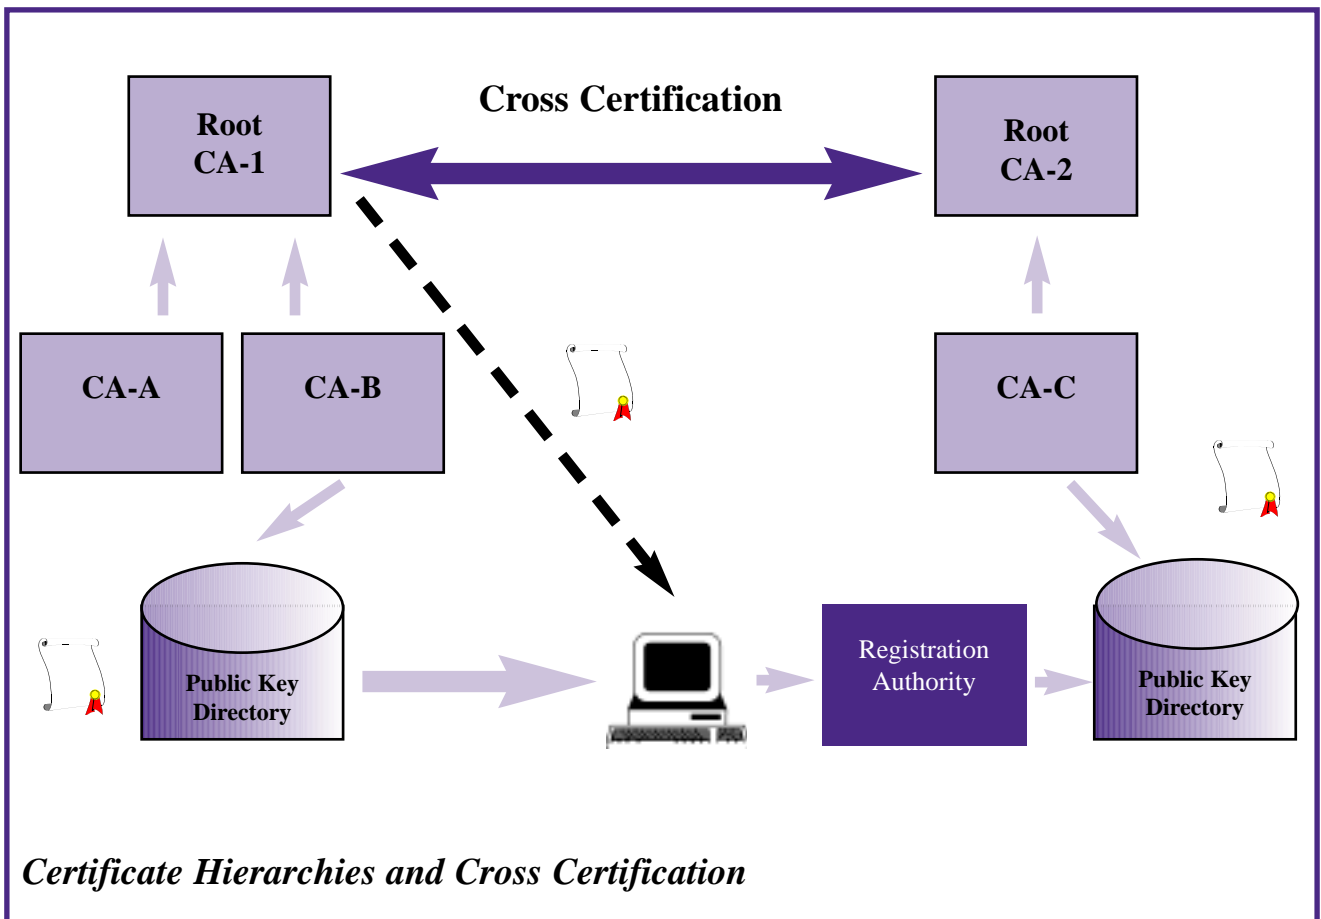 Cross Certification
Root
CA-1
Root
CA-2
CA-A
CA-B
CA-C
Public Key
Directory
Registration
Authority
Public Key
Directory
Certificate Hierarchies and Cross Certification